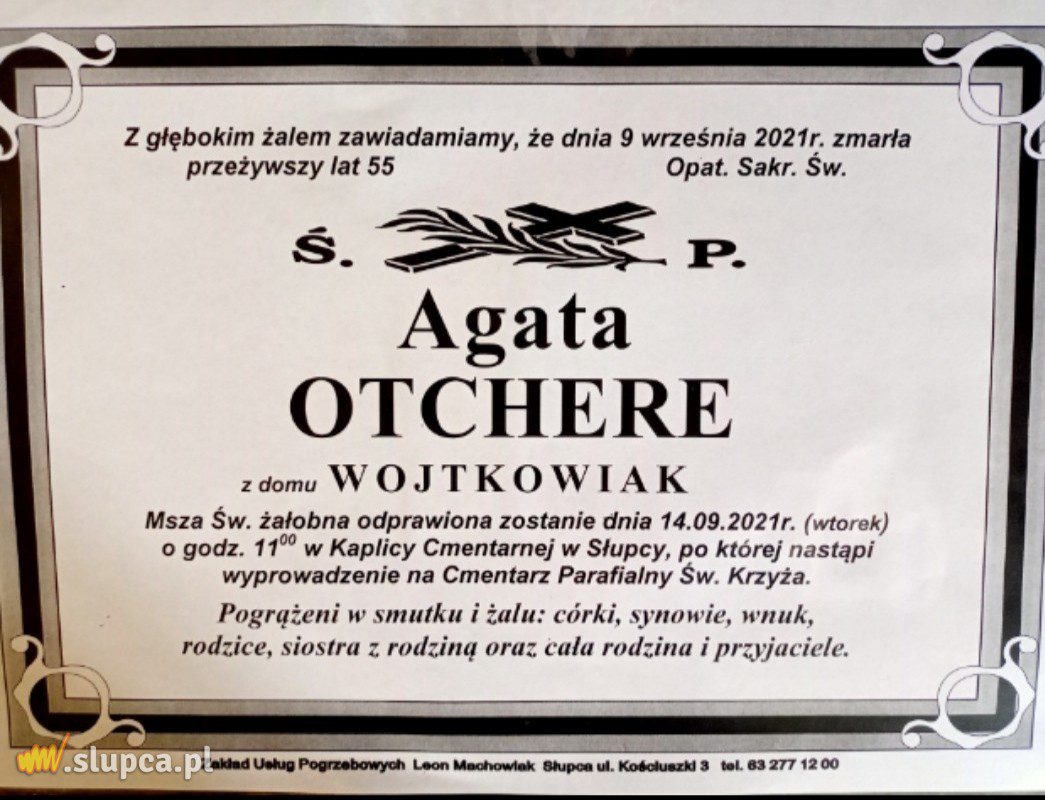 Z głębokim żalem zawiadamiamy, że dnia 9 września 2021r. zmarła
przeżywszy lat 55 Opat. Sakr. Św.
Ś. P.
Agata
OTCHERE
z domu WOJTKOWIAK
Msza Św. żałobna odprawiona zostanie dnia 14.09.2021r. (wtorek)
o godz. 11⁰⁰ w Kaplicy Cmentarnej w Słupcy, po której nastąpi
wyprowadzenie na Cmentarz Parafialny Św. Krzyża.
Pogrążeni w smutku i żalu: córki, synowie, wnuk,
rodzice, siostra z rodziną oraz cała rodzina i przyjaciele.
.slupca.pl
Zakład Usług Pogrzebowych Leon Machowiak Słupca ul. Kościuszki 3 tel. 63 277 12 00